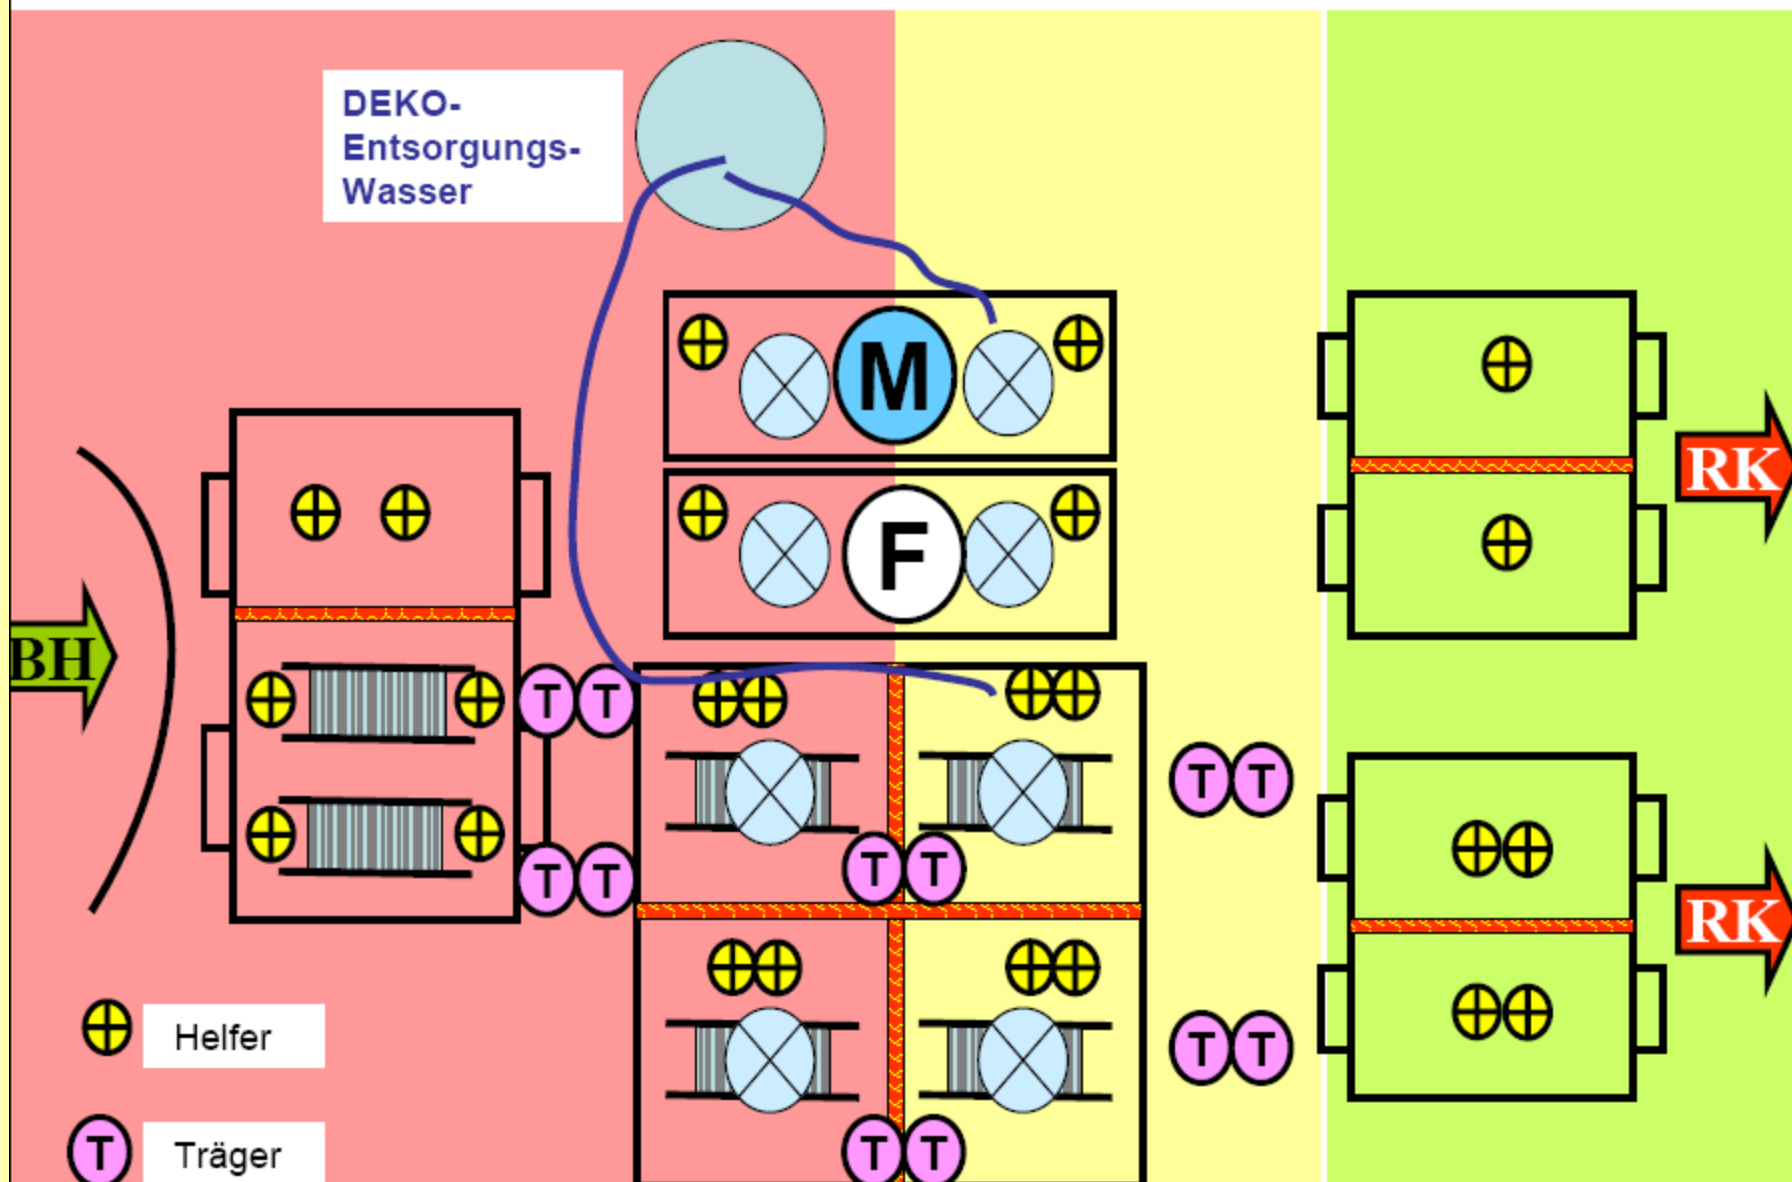 DEKO-
Entsorgungs-
Wasser
M
F
RK
BH
T T
T T
T T
T T
RK
T T
Helfer
T T
T Träger